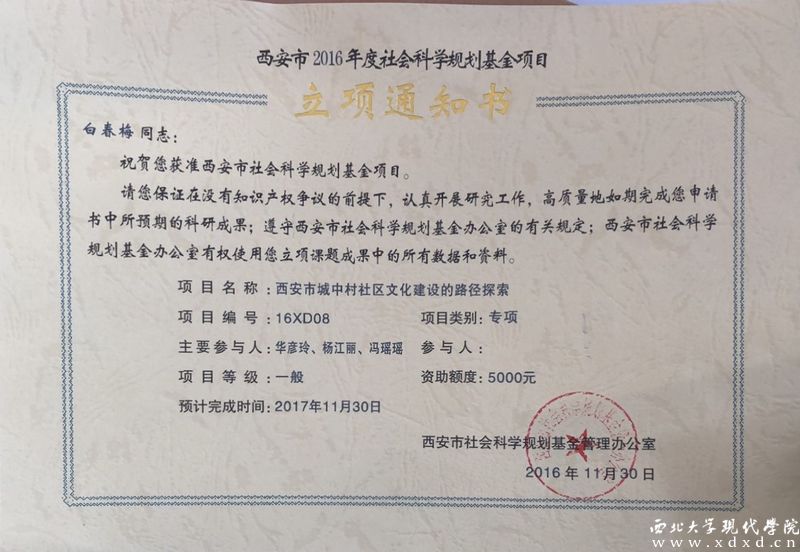 西安市2016年度社会科学规划基金项目
立项通知书
白春梅 同志：
祝贺您获准西安市社会科学规划基金项目。
请您保证在没有知识产权争议的前提下，认真开展研究工作，高质量地如期完成您申请
书中所预期的科研成果；遵守西安市社会科学规划基金办公室的有关规定；西安市社会科学
规划基金办公室有权使用您立项课题成果中的所有数据和资料。
项目名称：西安市城中村社区文化建设的路径探索
项目编号：16XD08 项目类别：专项
主要参与人：华彦玲、杨江丽、冯瑶瑶 参与人：
项目等级：一般 资助额度：5000元
预计完成时间：2017年11月30日
西安市社会科学规划基金管理办公室
2016年11月30日
西北大学现代学院
www.xdxd.cn